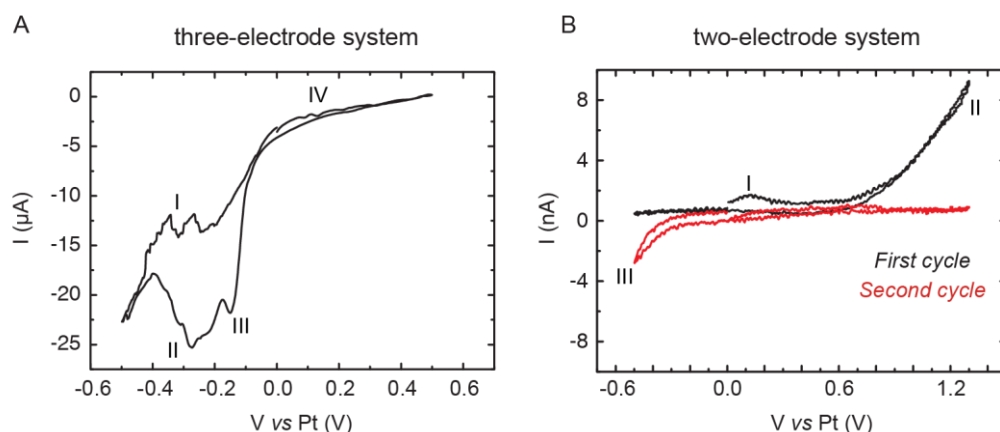 A
three-electrode system
I (µA)
0
-5
-10
-15
-20
-25
I
II
III
IV
-0.6
-0.4
-0.2
0.0
0.2
0.4
0.6
V vs Pt (V)
B
two-electrode system
I (nA)
8
4
0
-4
-8
I
II
III
First cycle
Second cycle
-0.6
0.0
0.6
1.2
V vs Pt (V)